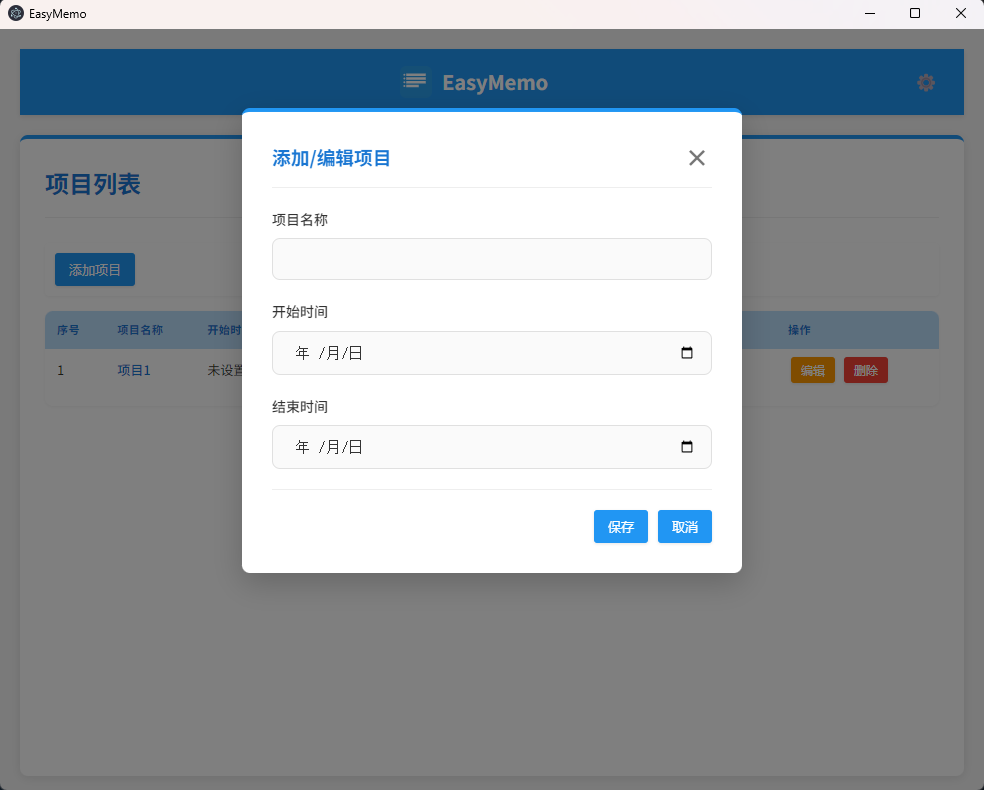 EasyMemo
EasyMemo
项目列表
添加项目
序号 项目名称 开始时 操作
1 项目1 未设置 编辑 删除
添加/编辑项目
项目名称
开始时间
年 /月/日
结束时间
年 /月/日
保存 取消